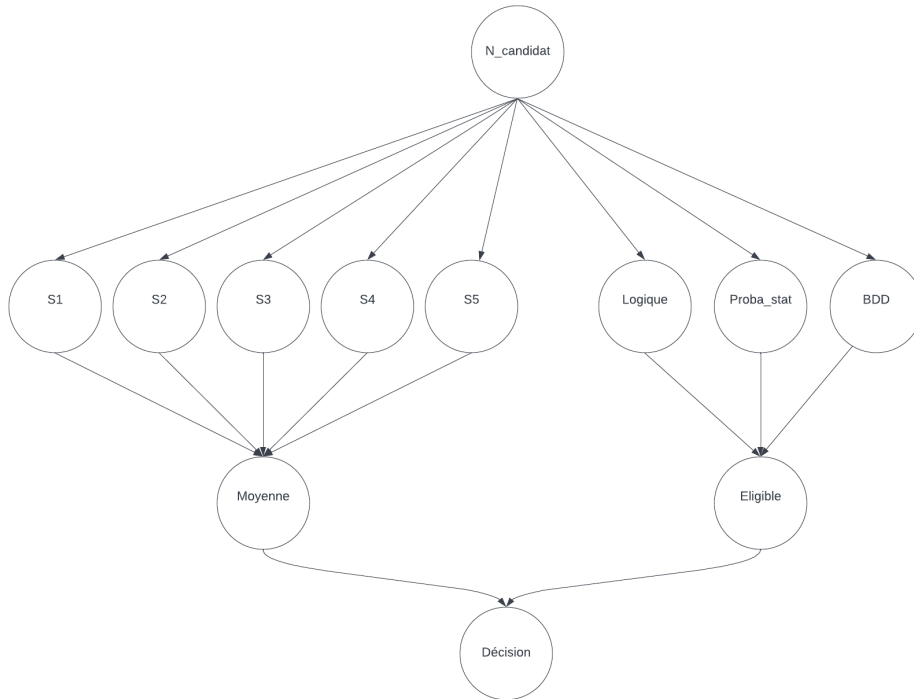 N_candidat
S1
S2
S3
S4
S5
Logique
Proba_stat
BDD
Moyenne
Eligible
Décision